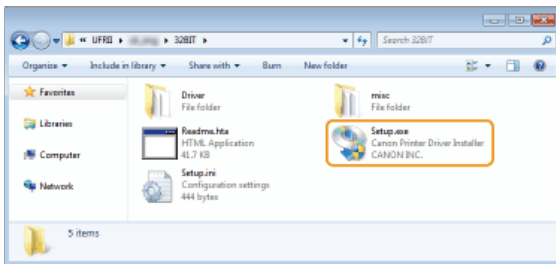 « UFRII ▸ ▸ 32BIT ▸
Search 32BIT
Organize ▾ Include in library ▾ Share with ▾ Burn New folder
Favorites
Libraries
Computer
Network
Driver
File folder
misc
File folder
Readme.hta
HTML Application
41.7 KB
Setup.exe
Canon Printer Driver Installer
CANON INC.
Setup.ini
Configuration settings
444 bytes
5 items